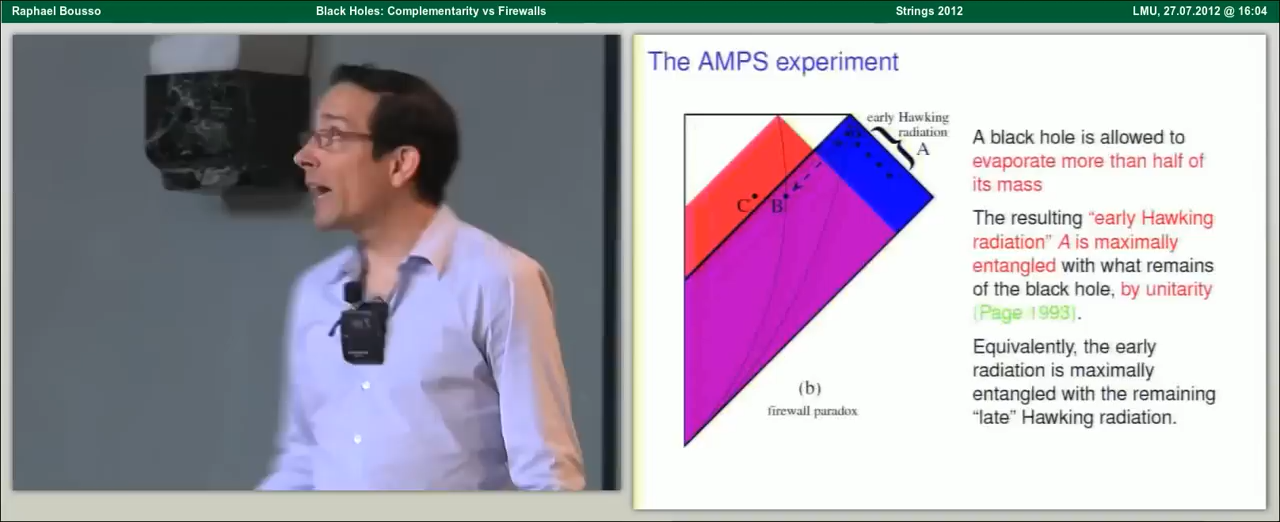 Raphael Bousso Black Holes: Complementarity vs Firewalls Strings 2012 LMU, 27.07.2012 @ 16:04
The AMPS experiment
early Hawking
radiation
A
C
B
(b)
firewall paradox
A black hole is allowed to
evaporate more than half of
its mass
The resulting “early Hawking
radiation” A is maximally
entangled with what remains
of the black hole, by unitarity
(Page 1993).
Equivalently, the early
radiation is maximally
entangled with the remaining
“late” Hawking radiation.